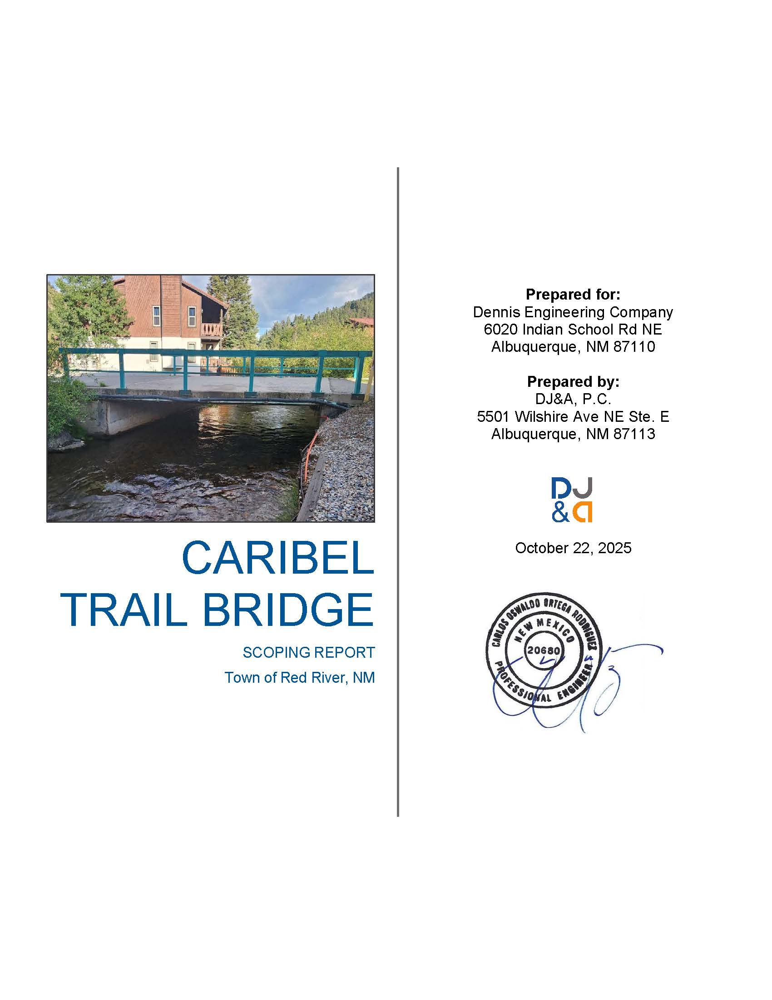 CARIBEL
TRAIL BRIDGE
SCOPING REPORT
Town of Red River, NM
Prepared for:
Dennis Engineering Company
6020 Indian School Rd NE
Albuquerque, NM 87110
Prepared by:
DJ&A, P.C.
5501 Wilshire Ave NE Ste. E
Albuquerque, NM 87113
DJ
&A
October 22, 2025
CARLOS OSWALDO ORTEGA RODRIGUEZ
NEW MEXICO
20680
PROFESSIONAL ENGINEER